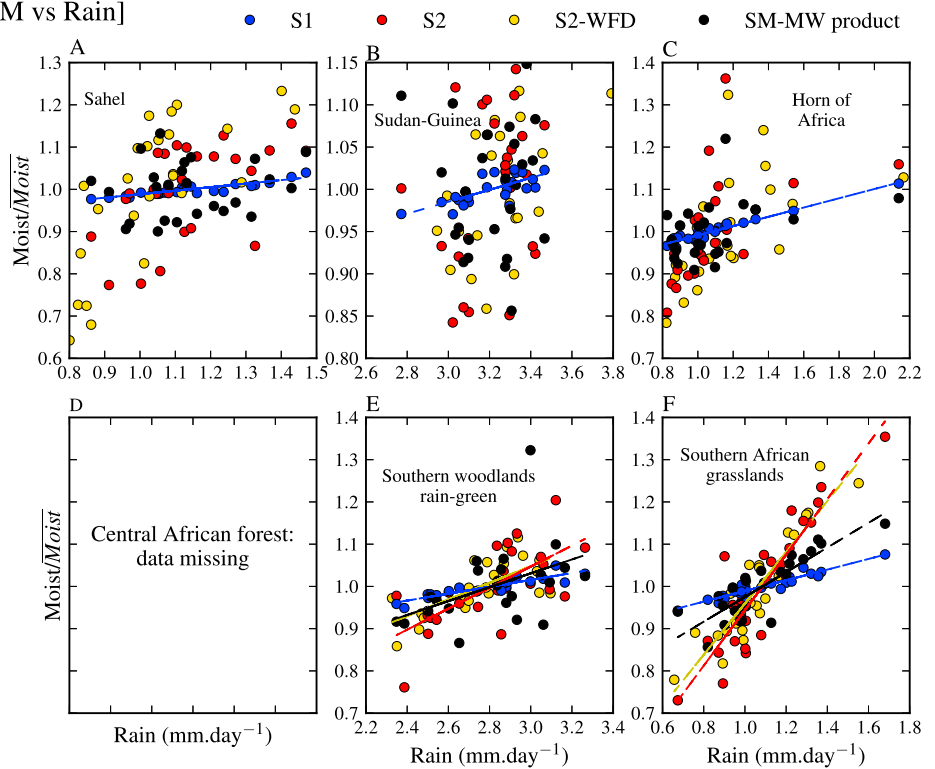 M vs Rain]
S1 S2 S2-WFD SM-MW product
A B C
Sahel
Sudan-Guinea
Horn of
Africa
Moist/Moist
1.3
1.2
1.1
1.0
0.9
0.8
0.7
0.6
0.8 0.9 1.0 1.1 1.2 1.3 1.4 1.5
1.15
1.10
1.05
1.00
0.95
0.90
0.85
0.80
2.6 2.8 3.0 3.2 3.4 3.6 3.8
1.4
1.3
1.2
1.1
1.0
0.9
0.8
0.7
0.8 1.0 1.2 1.4 1.6 1.8 2.0 2.2
D E F
Central African forest:
data missing
Moist/Moist
Rain (mm.day−1)
Southern woodlands
rain-green
1.4
1.3
1.2
1.1
1.0
0.9
0.8
0.7
2.2 2.4 2.6 2.8 3.0 3.2 3.4
Rain (mm.day−1)
Southern African
grasslands
1.4
1.3
1.2
1.1
1.0
0.9
0.8
0.7
0.6 0.8 1.0 1.2 1.4 1.6 1.8
Rain (mm.day−1)